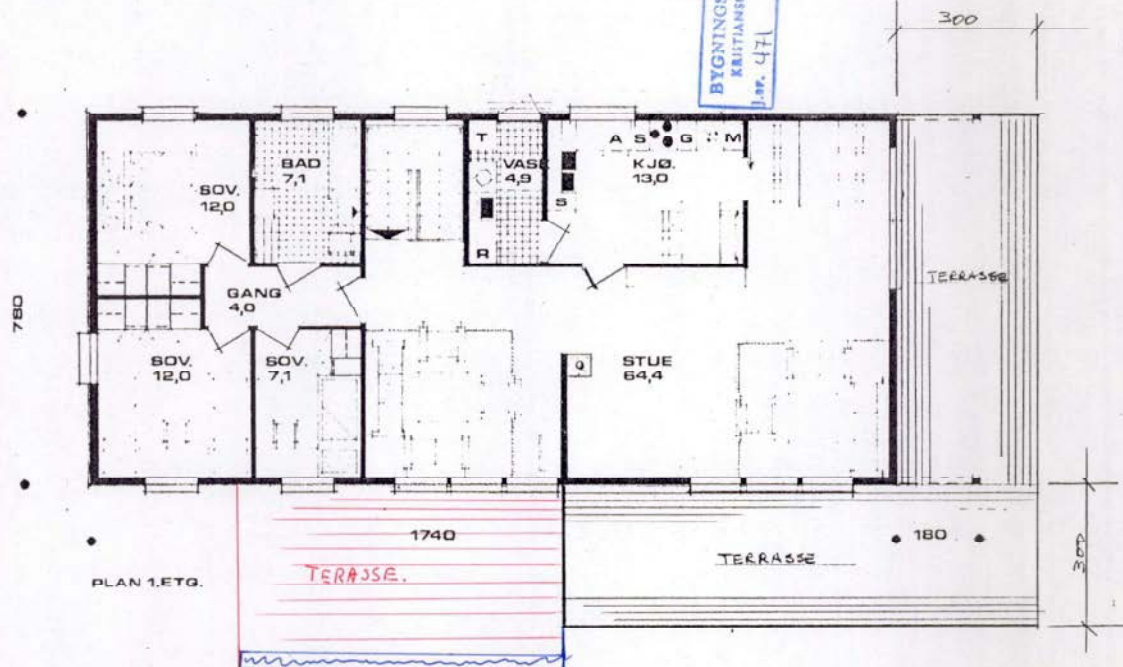 BYGNINGS
KRISTIANS
J.nr. 471
300
T
VASK
4,9
A S G M
KJØ.
13,0
S
R
BAD
7,1
SOV.
12,0
GANG
4,0
780
TERRASSE
SOV.
12,0
SOV.
7,1
STUE
64,4
1740
TERASSE.
TERRASSE
180
300
PLAN 1.ETG.